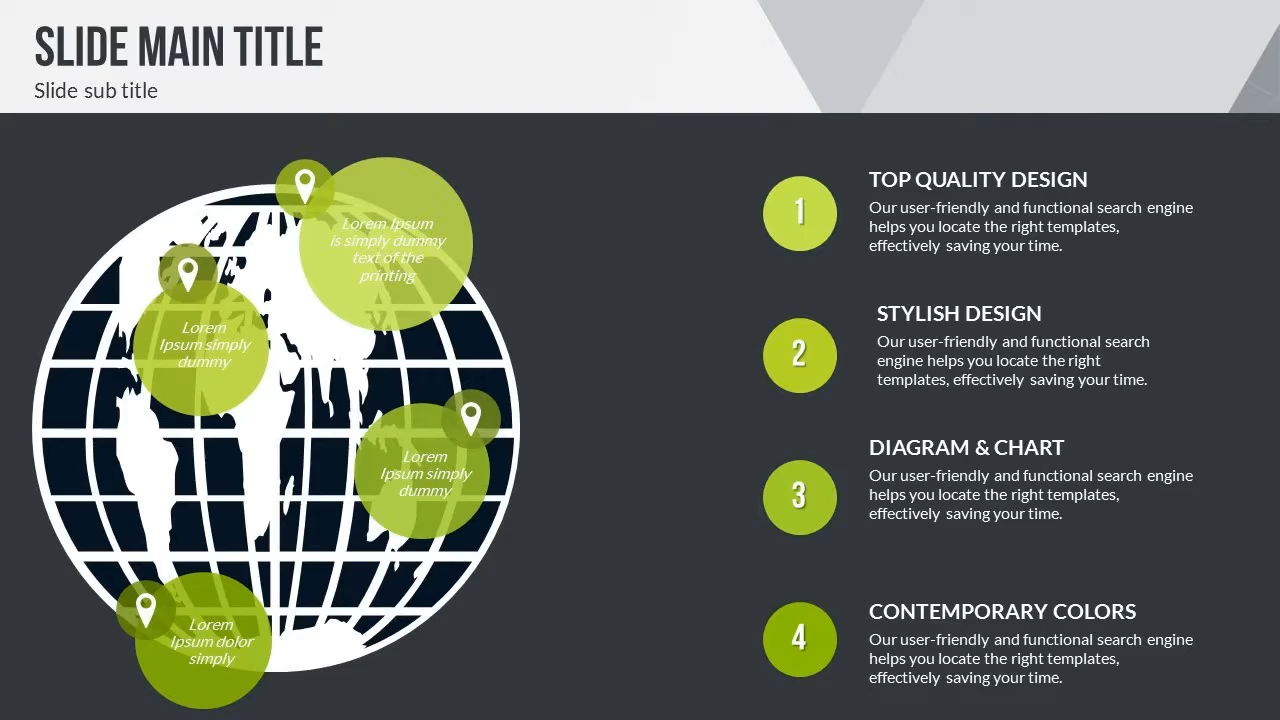 SLIDE MAIN TITLE
Slide sub title
Lorem Ipsum
is simply dummy
text of the
printing
Lorem
Ipsum simply
dummy
Lorem
Ipsum simply
dummy
Lorem
Ipsum dolor
simply
1
TOP QUALITY DESIGN
Our user-friendly and functional search engine
helps you locate the right templates,
effectively saving your time.
2
STYLISH DESIGN
Our user-friendly and functional search
engine helps you locate the right
templates, effectively saving your time.
3
DIAGRAM & CHART
Our user-friendly and functional search engine
helps you locate the right templates,
effectively saving your time.
4
CONTEMPORARY COLORS
Our user-friendly and functional search engine
helps you locate the right templates,
effectively saving your time.